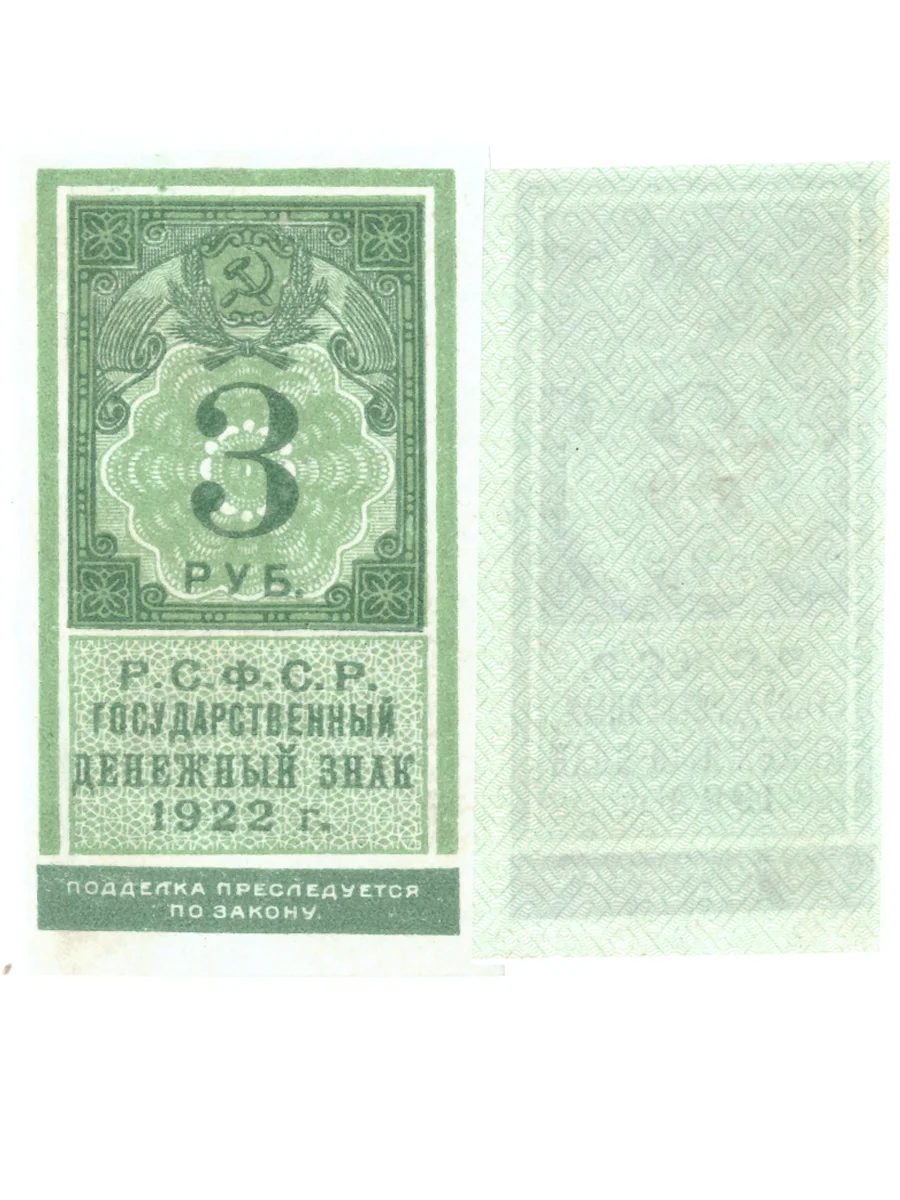 3
РУБ.
Р.С.Ф.С.Р.
ГОСУДАРСТВЕННЫЙ
ДЕНЕЖНЫЙ ЗНАК
1922 г.
ПОДДЕЛКА ПРЕСЛЕДУЕТСЯ
ПО ЗАКОНУ.